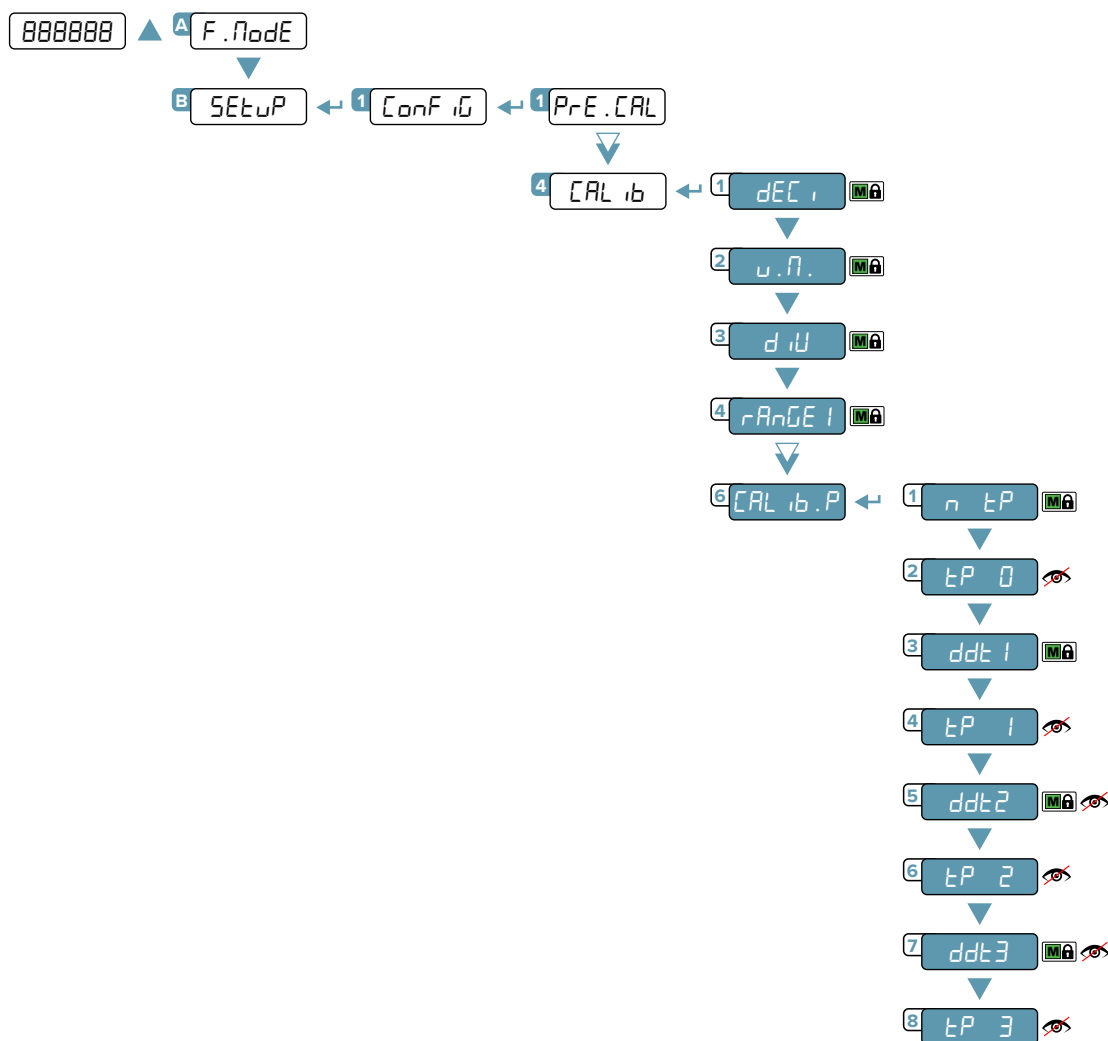 888888 A F.ModE
B SEtuP 1 ConFiG 1 PrE.CAL
4 CALib 1 dECi M
2 u.M. M
3 diU M
4 rAnGE1 M
6 CALib.P 1 n tP M
2 tP 0
3 ddt1 M
4 tP 1
5 ddt2 M
6 tP 2
7 ddt3 M
8 tP 3